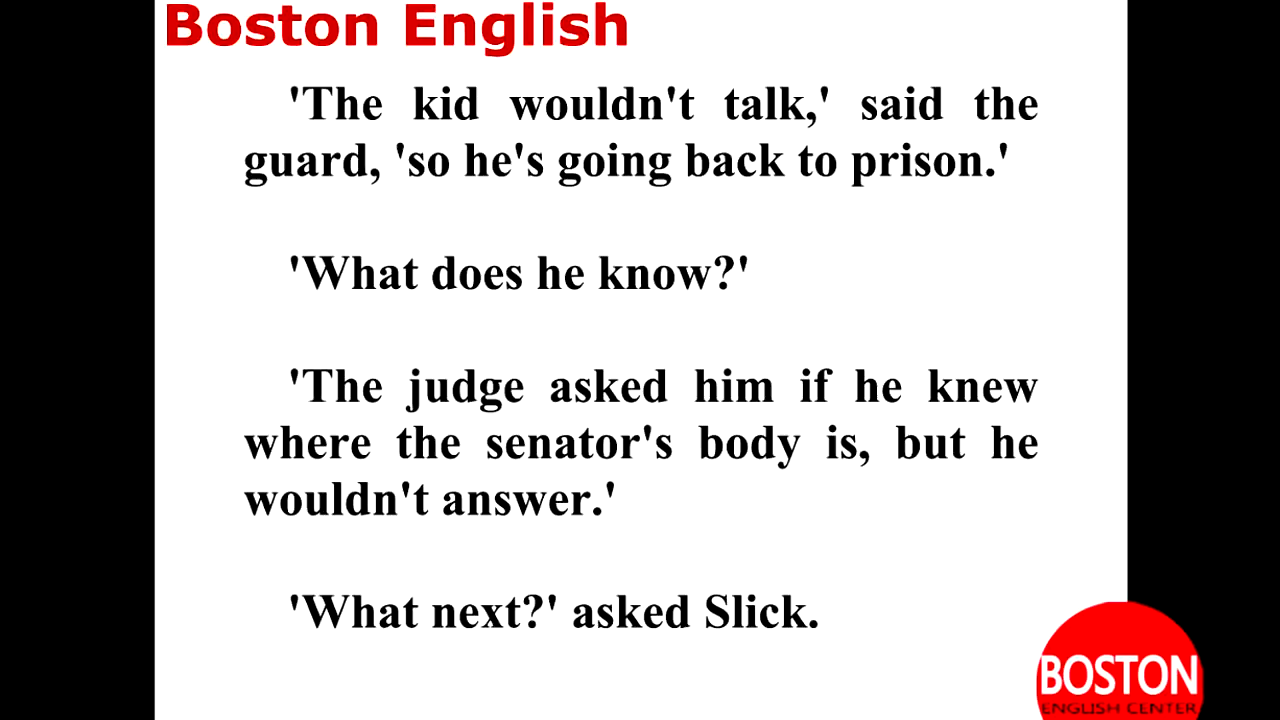 Boston English
'The kid wouldn't talk,' said the
guard, 'so he's going back to prison.'
'What does he know?'
'The judge asked him if he knew
where the senator's body is, but he
wouldn't answer.'
'What next?' asked Slick.
BOSTON
ENGLISH CENTER